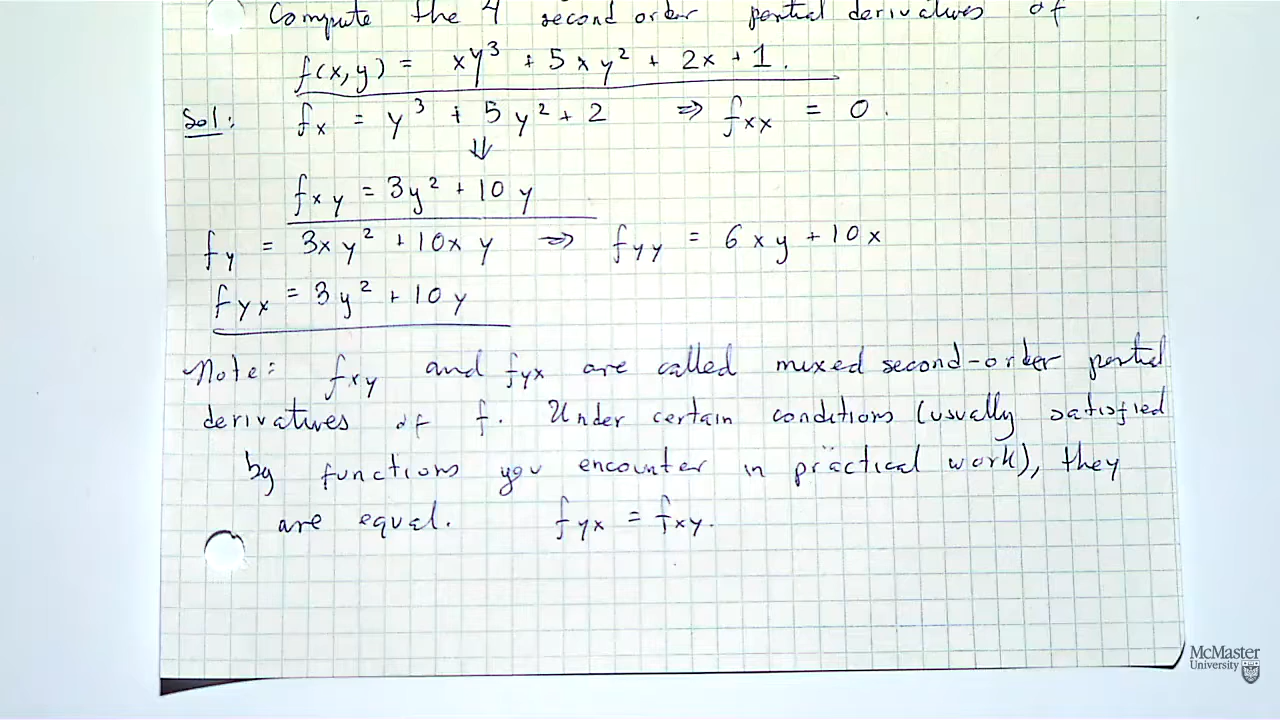 Compute the 4 second order partial derivatives of
f(x,y) = xy³ + 5xy² + 2x + 1.
Sol: fx = y³ + 5y² + 2 ⇒ fxx = 0.
⇓
fxy = 3y² + 10y
fy = 3xy² + 10xy ⇒ fyy = 6xy + 10x
fyx = 3y² + 10y
Note: fxy and fyx are called mixed second-order partial
derivatives of f. Under certain conditions (usually satisfied
by functions you encounter in practical work), they
are equal. fyx = fxy.
McMaster
University